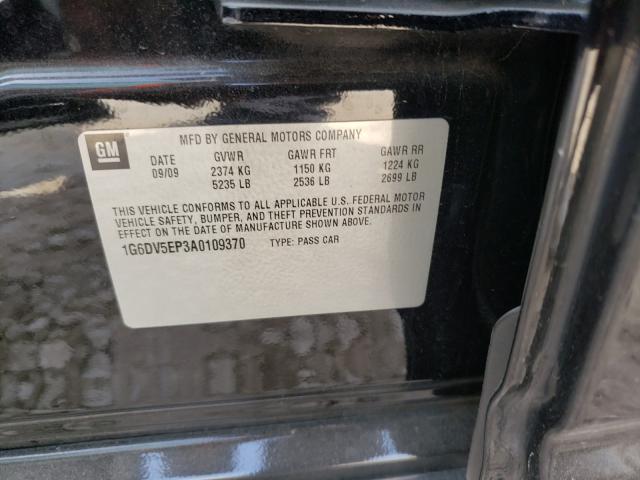 GM
MFD BY GENERAL MOTORS COMPANY
DATE GVWR GAWR FRT GAWR RR
09/09 2374 KG 1150 KG 1224 KG
5235 LB 2536 LB 2699 LB
THIS VEHICLE CONFORMS TO ALL APPLICABLE U.S. FEDERAL MOTOR
VEHICLE SAFETY, BUMPER, AND THEFT PREVENTION STANDARDS IN
EFFECT ON THE DATE OF MANUFACTURE SHOWN ABOVE.
1G6DV5EP3A0109370 TYPE: PASS CAR